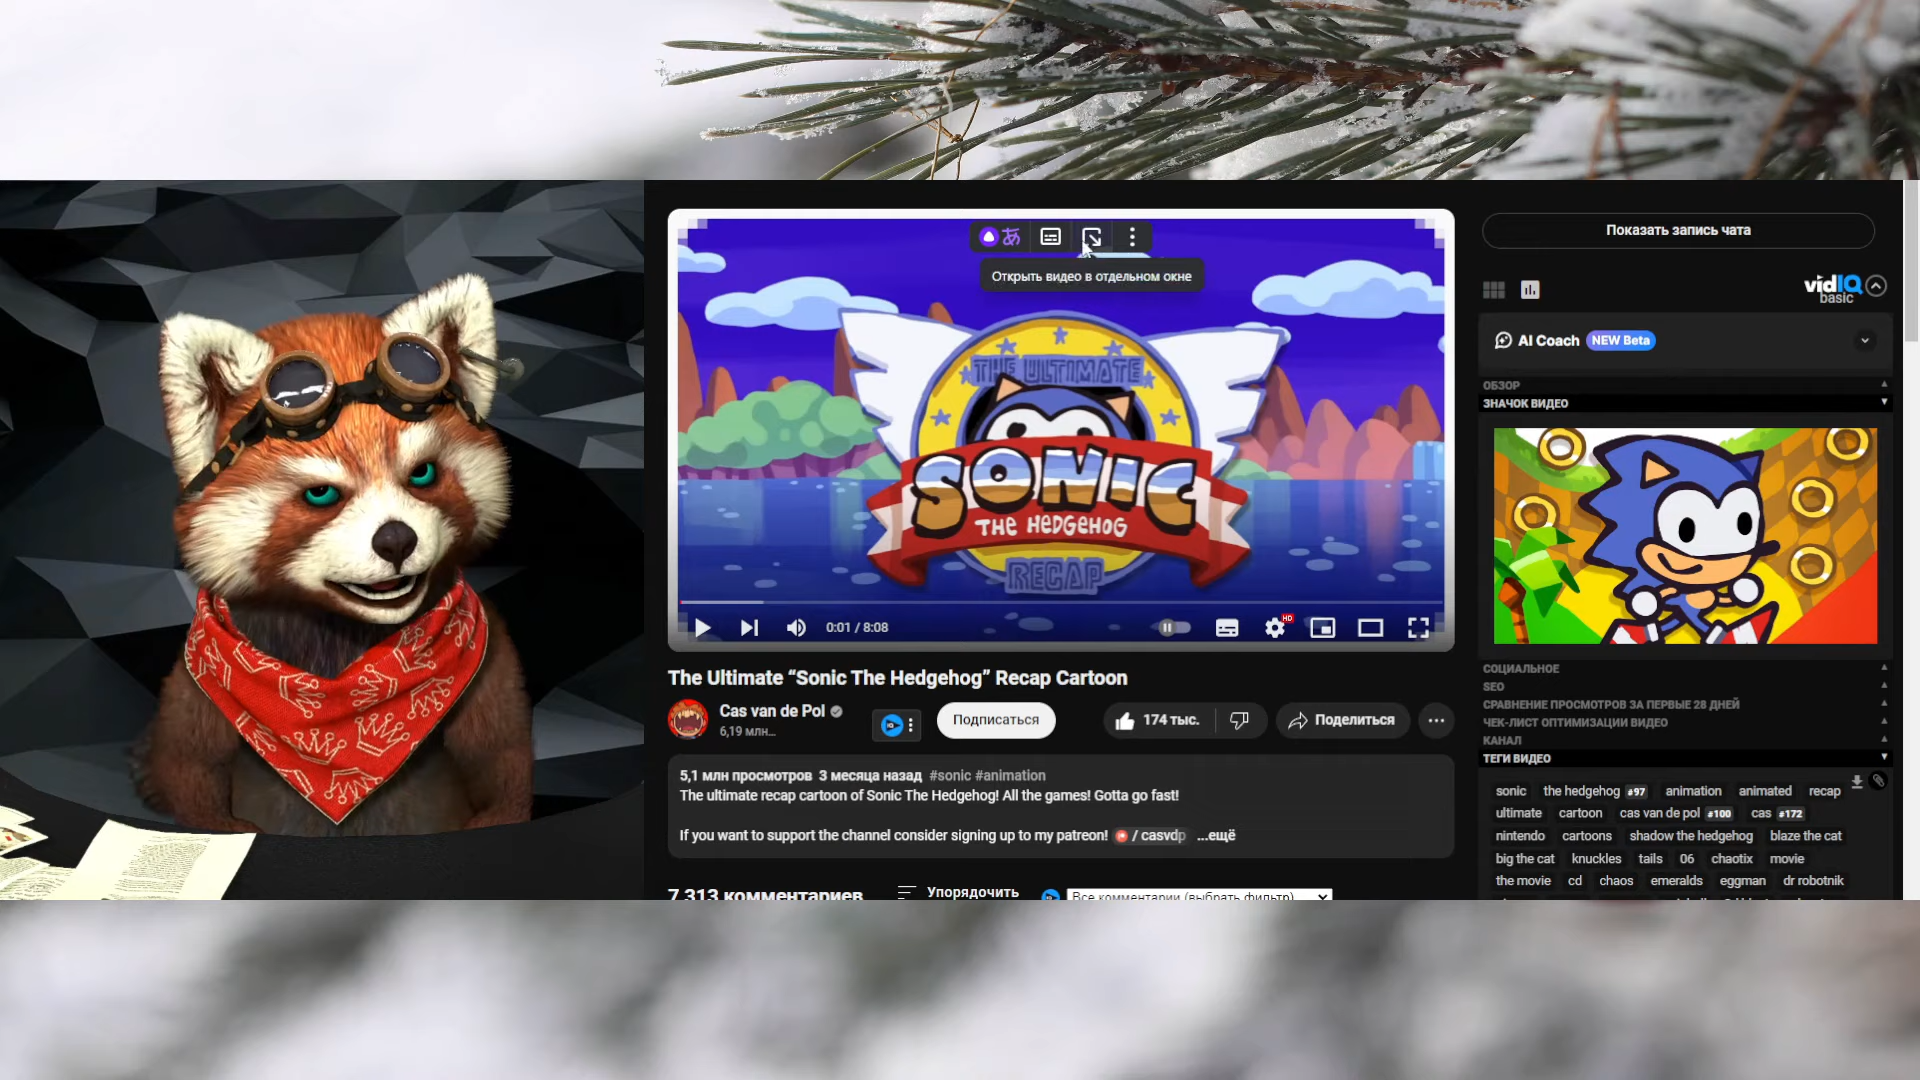 あ
Открыть видео в отдельном окне
THE ULTIMATE
SONIC
THE HEDGEHOG
RECAP
0:01 / 8:08
HD
The Ultimate “Sonic The Hedgehog” Recap Cartoon
Cas van de Pol
6,19 млн...
Подписаться
174 тыс.
Поделиться
5,1 млн просмотров 3 месяца назад #sonic #animation
The ultimate recap cartoon of Sonic The Hedgehog! All the games! Gotta go fast!
If you want to support the channel consider signing up to my patreon! / casvdp ...ещё
7 313 комментариев
Упорядочить
Все комментарии (выбрать фильтр)
Показать запись чата
vidIQ
basic
AI Coach NEW Beta
ОБЗОР
ЗНАЧОК ВИДЕО
СОЦИАЛЬНОЕ
SEO
СРАВНЕНИЕ ПРОСМОТРОВ ЗА ПЕРВЫЕ 28 ДНЕЙ
ЧЕК-ЛИСТ ОПТИМИЗАЦИИ ВИДЕО
КАНАЛ
ТЕГИ ВИДЕО
sonic the hedgehog #97 animation animated recap
ultimate cartoon cas van de pol #100 cas #172
nintendo cartoons shadow the hedgehog blaze the cat
big the cat knuckles tails 06 chaotix movie
the movie cd chaos emeralds eggman dr robotnik